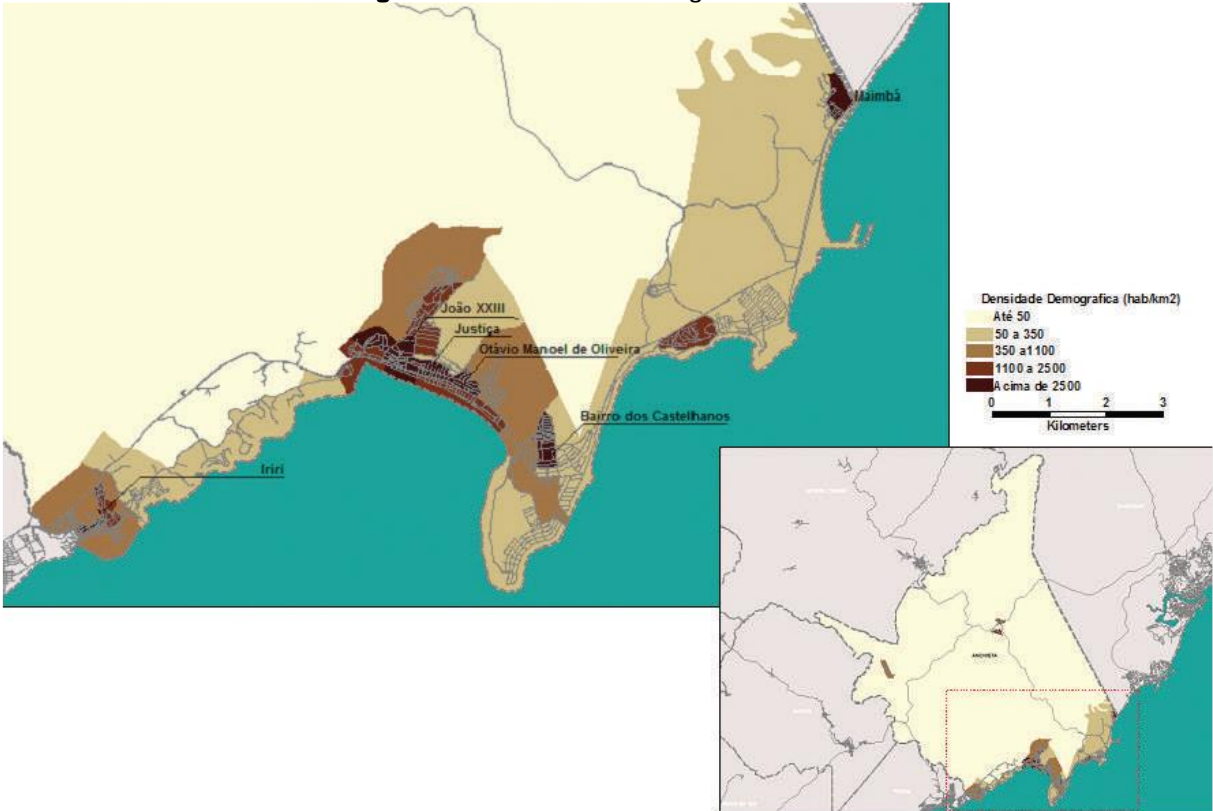 Maimbá
João XXIII
Justiça
Otávio Manoel de Oliveira
Bairro dos Castelhanos
Iriri
Densidade Demografica (hab/km2)
Até 50
50 a 350
350 a1100
1100 a 2500
Acima de 2500
0 1 2 3
Kilometers
ANCHIETA